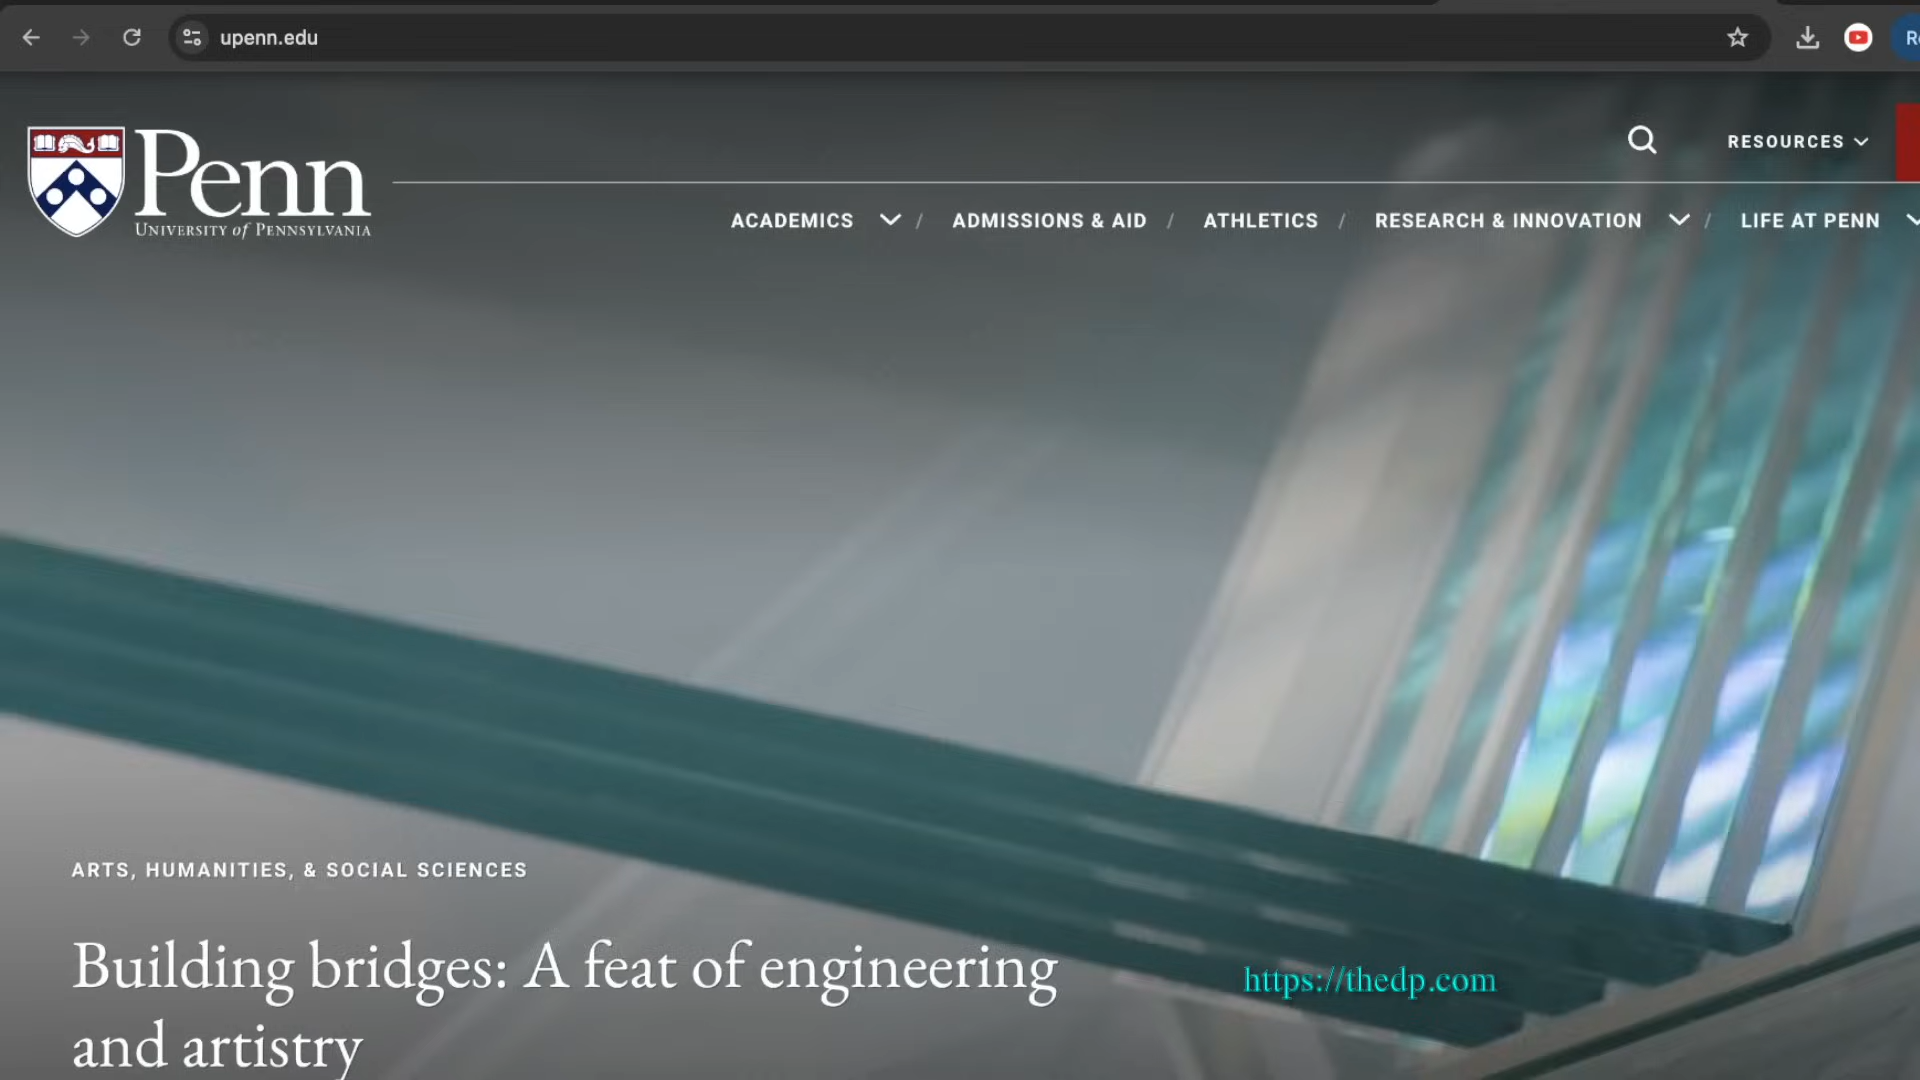 upenn.edu
Penn
UNIVERSITY of PENNSYLVANIA
RESOURCES
ACADEMICS / ADMISSIONS & AID / ATHLETICS / RESEARCH & INNOVATION / LIFE AT PENN
ARTS, HUMANITIES, & SOCIAL SCIENCES
Building bridges: A feat of engineering
and artistry
https://thedp.com